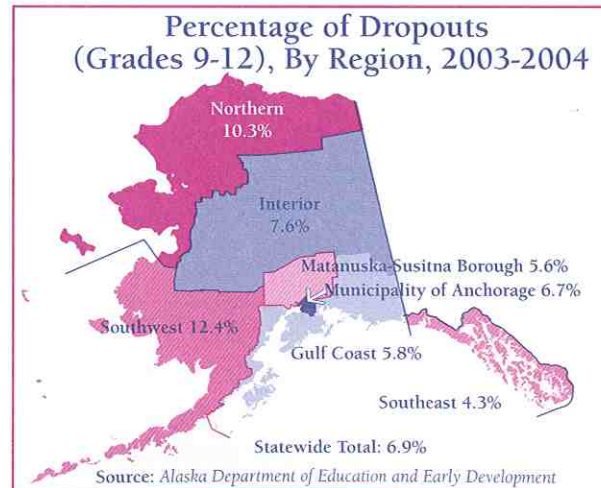 Percentage of Dropouts
(Grades 9-12), By Region, 2003-2004
Northern
10.3%
Interior
7.6%
Matanuska-Susitna Borough 5.6%
Municipality of Anchorage 6.7%
Southwest 12.4%
Gulf Coast 5.8%
Southeast 4.3%
Statewide Total: 6.9%
Source: Alaska Department of Education and Early Development